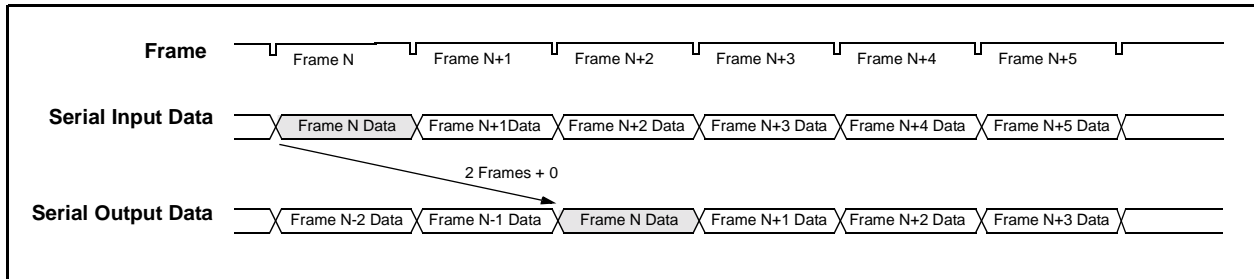 Frame
Frame N
Frame N+1
Frame N+2
Frame N+3
Frame N+4
Frame N+5
Serial Input Data
Frame N Data
Frame N+1Data
Frame N+2 Data
Frame N+3 Data
Frame N+4 Data
Frame N+5 Data
2 Frames + 0
Serial Output Data
Frame N-2 Data
Frame N-1 Data
Frame N Data
Frame N+1 Data
Frame N+2 Data
Frame N+3 Data